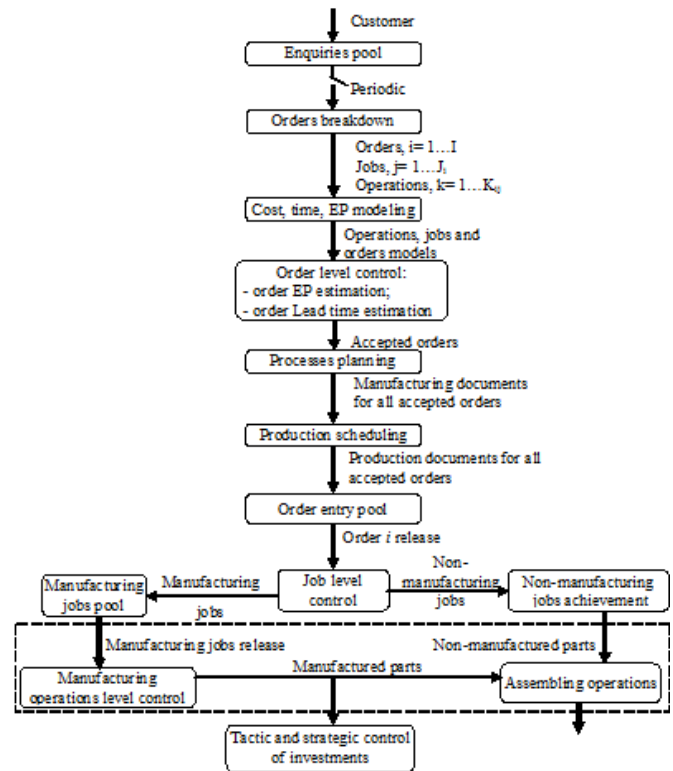 Customer
Enquiries pool
Periodic
Orders breakdown
Orders, i= 1...I
Jobs, j= 1...Ji
Operations, k= 1...Kij
Cost, time, EP modeling
Operations, jobs and
orders models
Order level control:
- order EP estimation;
- order Lead time estimation
Accepted orders
Processes planning
Manufacturing documents
for all accepted orders
Production scheduling
Production documents for all
accepted orders
Order entry pool
Order i release
Manufacturing
jobs pool
Manufacturing
jobs
Job level
control
Non-
manufacturing
jobs
Non-manufacturing
jobs achievement
Manufacturing jobs release
Non-manufactured parts
Manufacturing
operations level control
Manufactured parts
Assembling operations
Tactic and strategic control
of investments